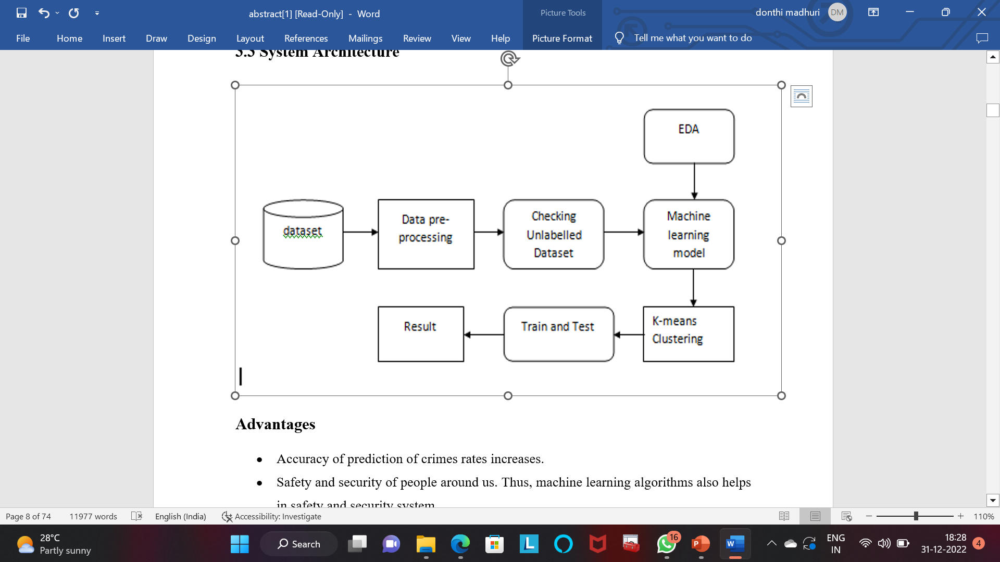 abstract[1] [Read-Only] - Word
Picture Tools
donthi madhuri
DM
File Home Insert Draw Design Layout References Mailings Review View Help Picture Format Tell me what you want to do
3.3 System Architecture
EDA
dataset
Data pre-
processing
Checking
Unlabelled
Dataset
Machine
learning
model
K-means
Clustering
Train and Test
Result
Advantages
• Accuracy of prediction of crimes rates increases.
• Safety and security of people around us. Thus, machine learning algorithms also helps
in safety and security system
Page 8 of 74 11977 words English (India) Accessibility: Investigate 110%
28°C
Partly sunny
Search
L
16
P
W
ENG
IN
18:28
31-12-2022
4